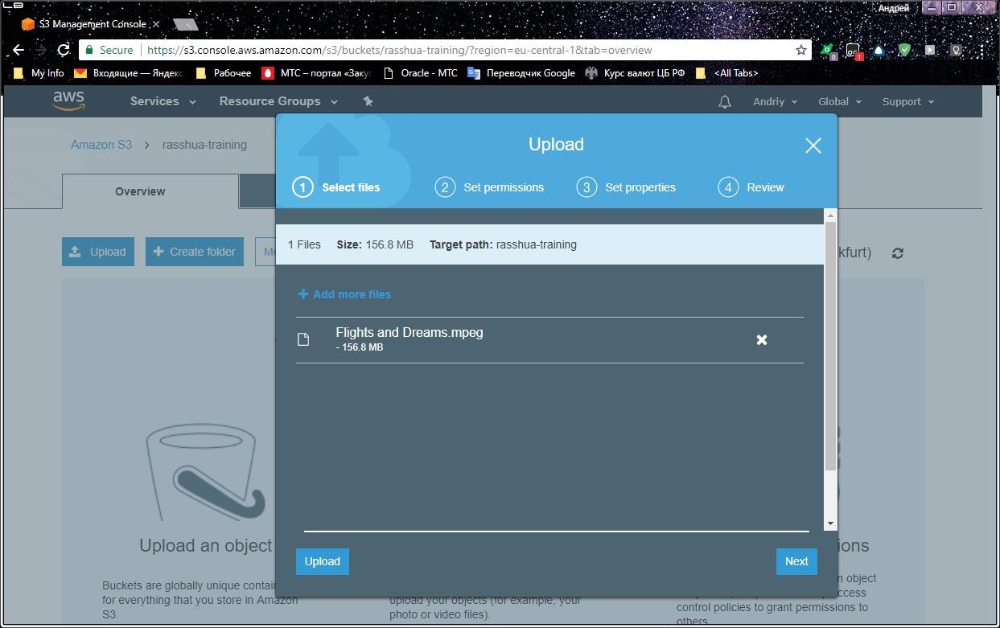 Андрей
S3 Management Console
Secure https://s3.console.aws.amazon.com/s3/buckets/rasshua-training/?region=eu-central-1&tab=overview
0 1
My Info Входящие — Яндекс Рабочее МТС – портал «Заку Oracle - МТС Переводчик Google Курс валют ЦБ РФ <All Tabs>
aws Services Resource Groups Andriy Global Support
Amazon S3 rasshua-training
Upload
1 Select files 2 Set permissions 3 Set properties 4 Review
Overview
1 Files Size: 156.8 MB Target path: rasshua-training
Upload Create folder kfurt)
Add more files
Flights and Dreams.mpeg
- 156.8 MB
Upload an object ions
Upload Next
Buckets are globally unique contai n object
for everything that you store in Amazon upload your objects (for example, your ccess
S3. photo or video files). control policies to grant permissions to
others.